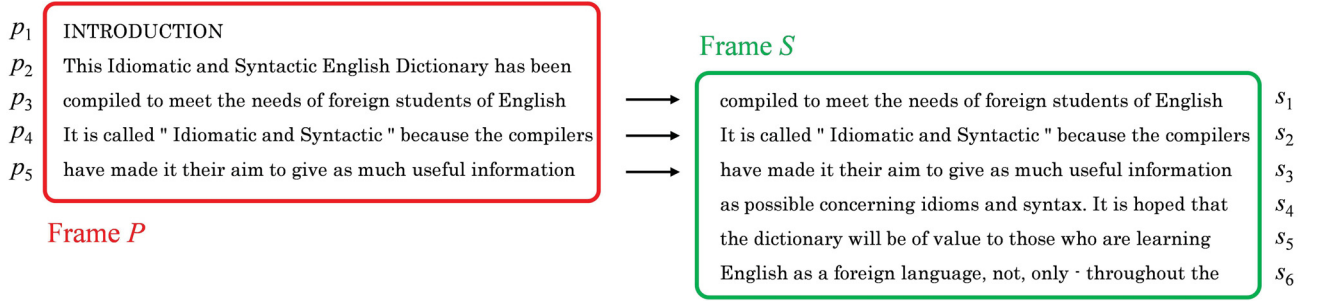 p1 INTRODUCTION
p2 This Idiomatic and Syntactic English Dictionary has been
p3 compiled to meet the needs of foreign students of English
p4 It is called " Idiomatic and Syntactic " because the compilers
p5 have made it their aim to give as much useful information
Frame P
Frame S
compiled to meet the needs of foreign students of English s1
It is called " Idiomatic and Syntactic " because the compilers s2
have made it their aim to give as much useful information s3
as possible concerning idioms and syntax. It is hoped that s4
the dictionary will be of value to those who are learning s5
English as a foreign language, not, only - throughout the s6